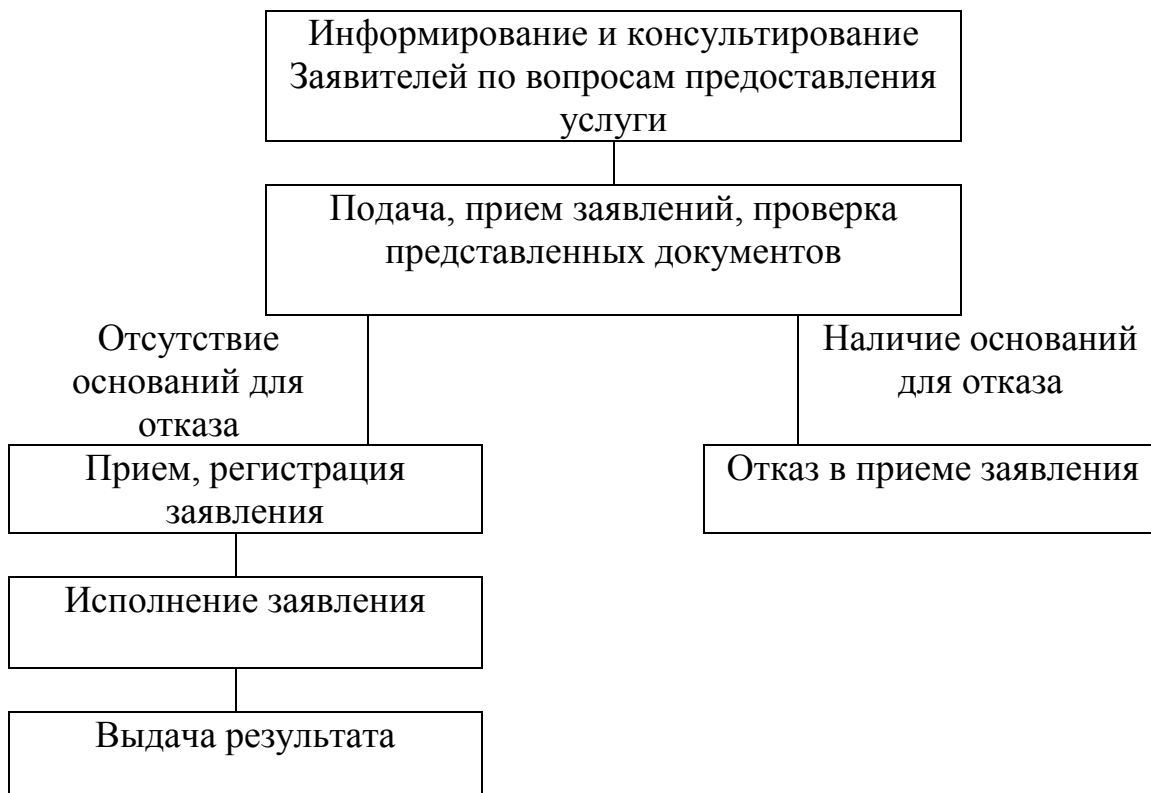 Информирование и консультирование
Заявителей по вопросам предоставления
услуги
Подача, прием заявлений, проверка
представленных документов
Отсутствие
оснований для
отказа
Наличие оснований
для отказа
Прием, регистрация
заявления
Отказ в приеме заявления
Исполнение заявления
Выдача результата